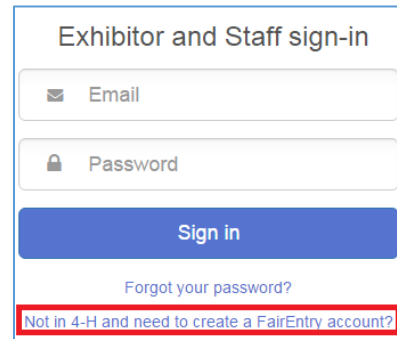 Exhibitor and Staff sign-in
Email
Password
Sign in
Forgot your password?
Not in 4-H and need to create a FairEntry account?